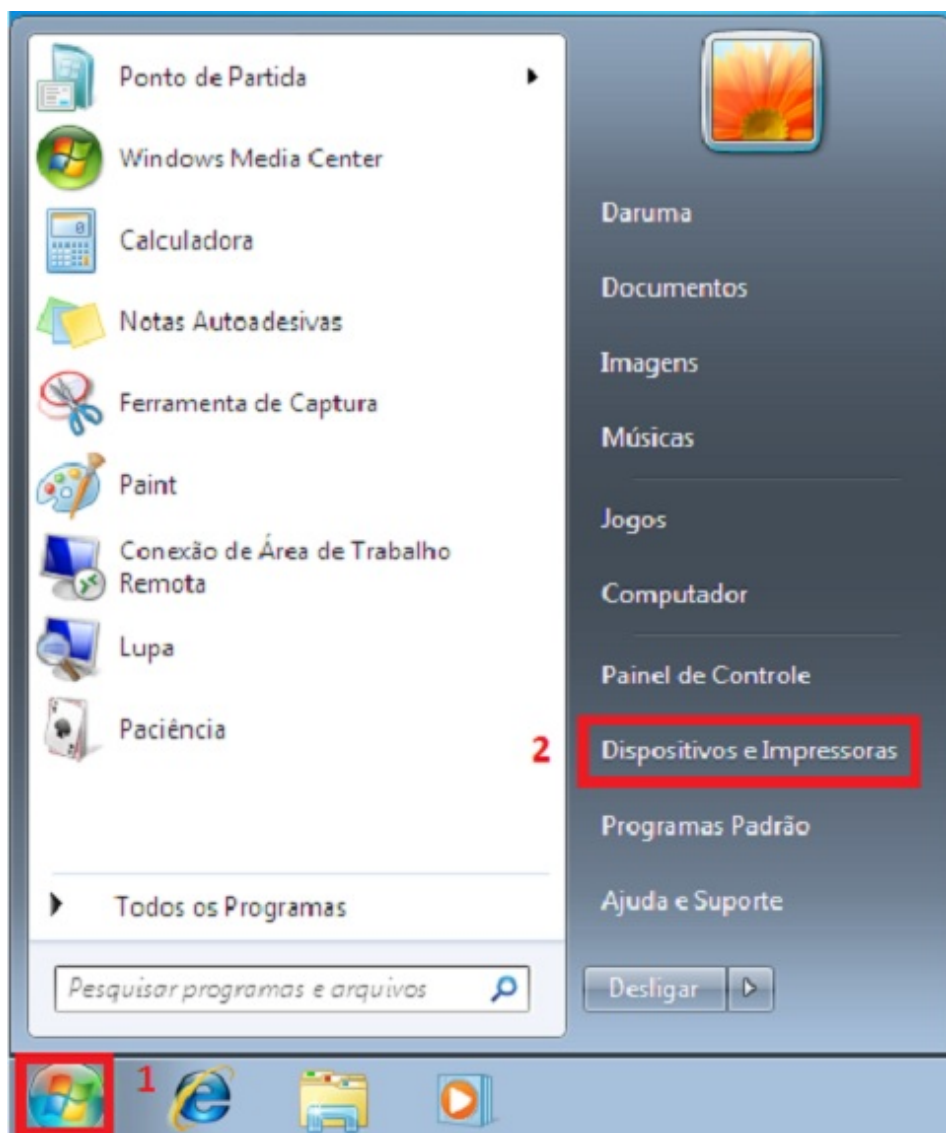 Ponto de Partida
Windows Media Center
Calculadora
Notas Autoadesivas
Ferramenta de Captura
Paint
Conexão de Área de Trabalho
Remota
Lupa
Paciência
Todos os Programas
Pesquisar programas e arquivos
Daruma
Documentos
Imagens
Músicas
Jogos
Computador
Painel de Controle
2
Dispositivos e Impressoras
Programas Padrão
Ajuda e Suporte
Desligar
1